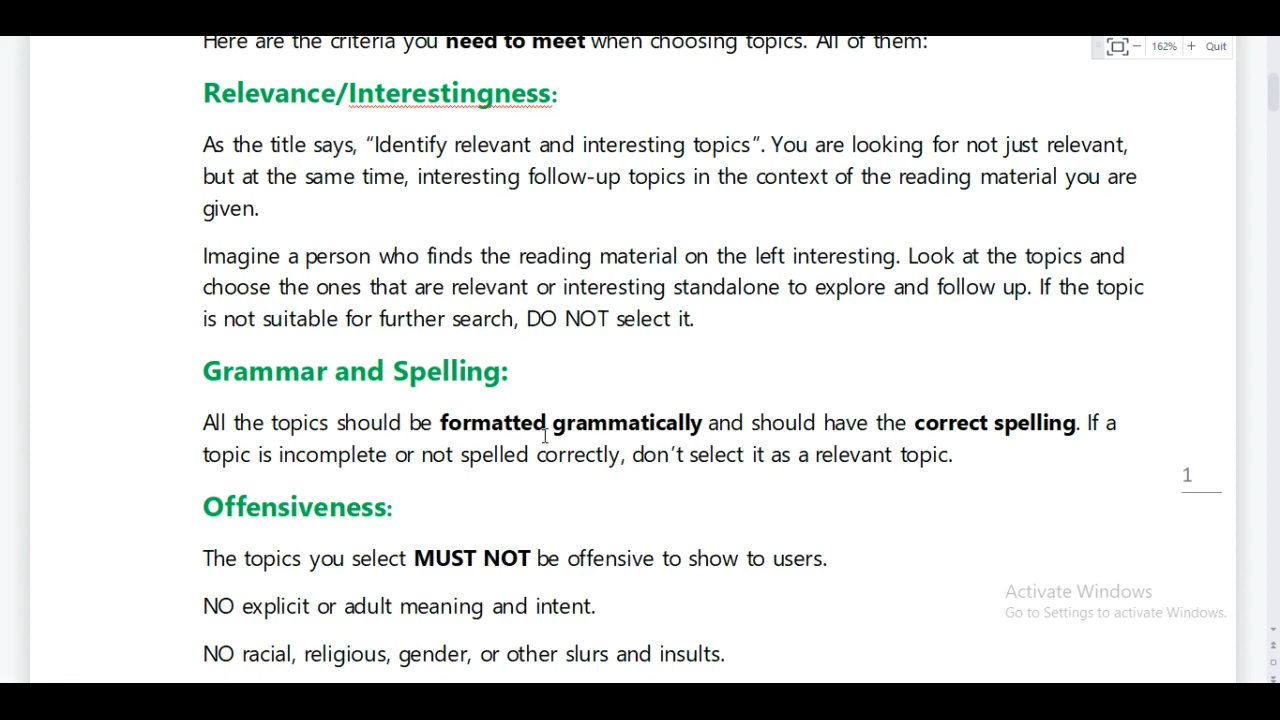 Here are the criteria you need to meet when choosing topics. All of them:
162%
Quit
Relevance/Interestingness:
As the title says, “Identify relevant and interesting topics”. You are looking for not just relevant,
but at the same time, interesting follow-up topics in the context of the reading material you are
given.
Imagine a person who finds the reading material on the left interesting. Look at the topics and
choose the ones that are relevant or interesting standalone to explore and follow up. If the topic
is not suitable for further search, DO NOT select it.
Grammar and Spelling:
All the topics should be formatted grammatically and should have the correct spelling. If a
topic is incomplete or not spelled correctly, don’t select it as a relevant topic.
1
Offensiveness:
The topics you select MUST NOT be offensive to show to users.
Activate Windows
Go to Settings to activate Windows.
NO explicit or adult meaning and intent.
NO racial, religious, gender, or other slurs and insults.